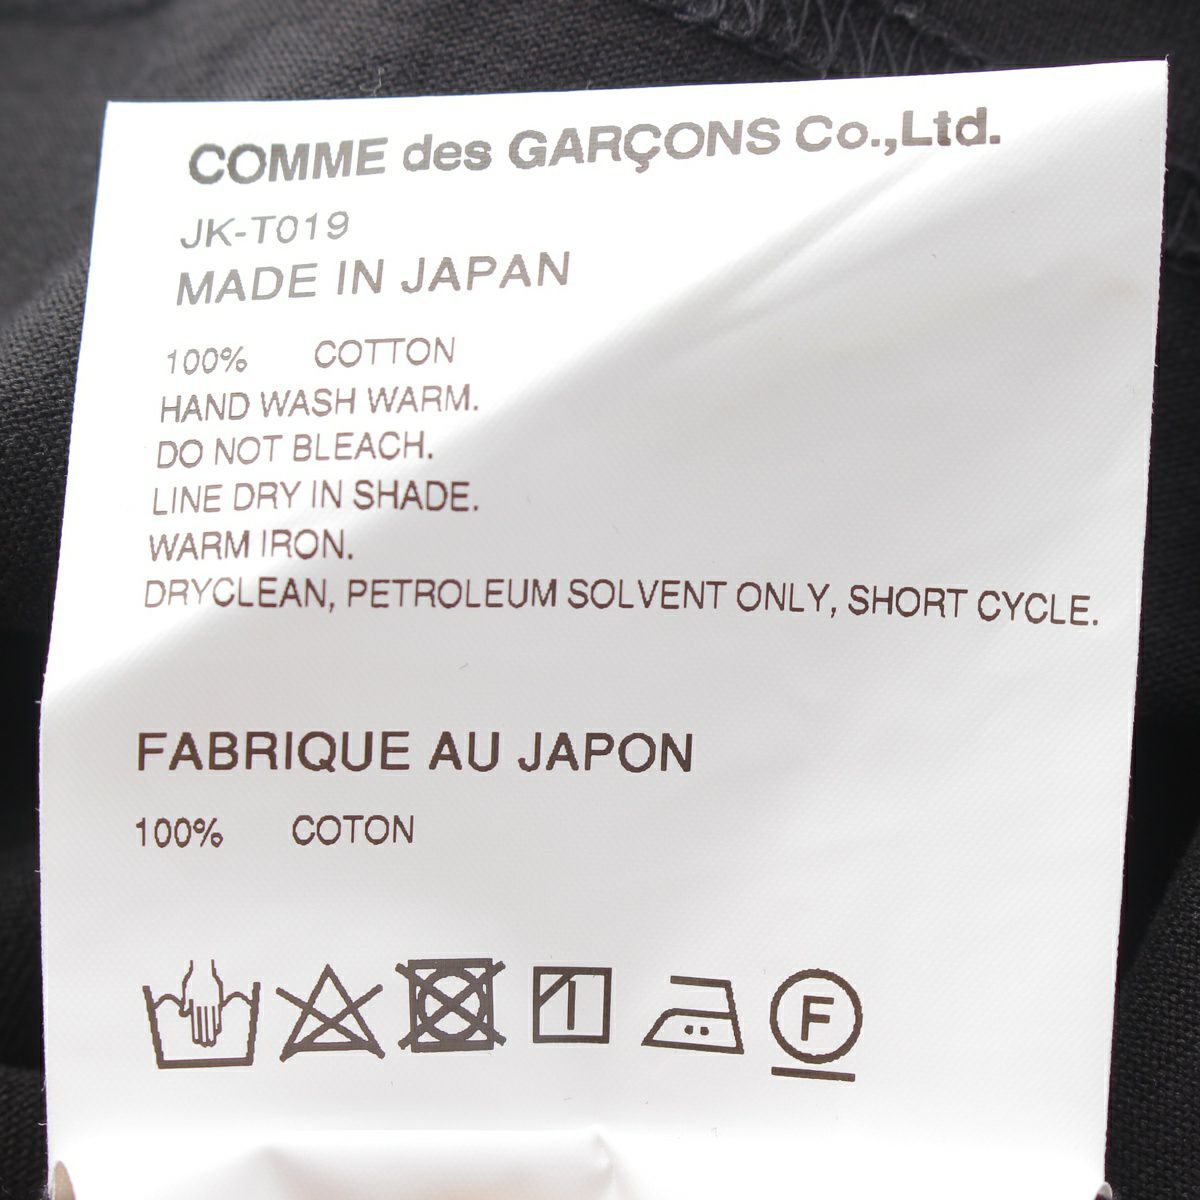 COMME des GARÇONS Co.,Ltd.
JK-T019
MADE IN JAPAN
100% COTTON
HAND WASH WARM.
DO NOT BLEACH.
LINE DRY IN SHADE.
WARM IRON.
DRYCLEAN, PETROLEUM SOLVENT ONLY, SHORT CYCLE.
FABRIQUE AU JAPON
100% COTON
F